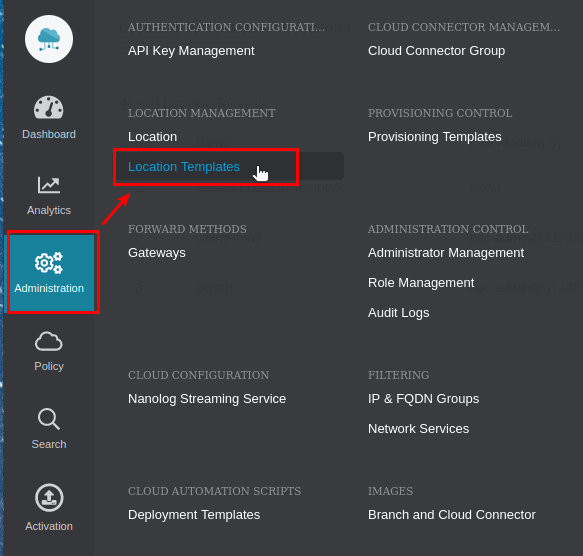 AUTHENTICATION CONFIGURATI...
API Key Management
CLOUD CONNECTOR MANAGEM...
Cloud Connector Group
Dashboard
LOCATION MANAGEMENT
Location
Location Templates
PROVISIONING CONTROL
Provisioning Templates
Analytics
FORWARD METHODS
Gateways
ADMINISTRATION CONTROL
Administrator Management
Role Management
Audit Logs
Administration
Policy
CLOUD CONFIGURATION
Nanolog Streaming Service
FILTERING
IP & FQDN Groups
Network Services
Search
CLOUD AUTOMATION SCRIPTS
Deployment Templates
IMAGES
Branch and Cloud Connector
Activation